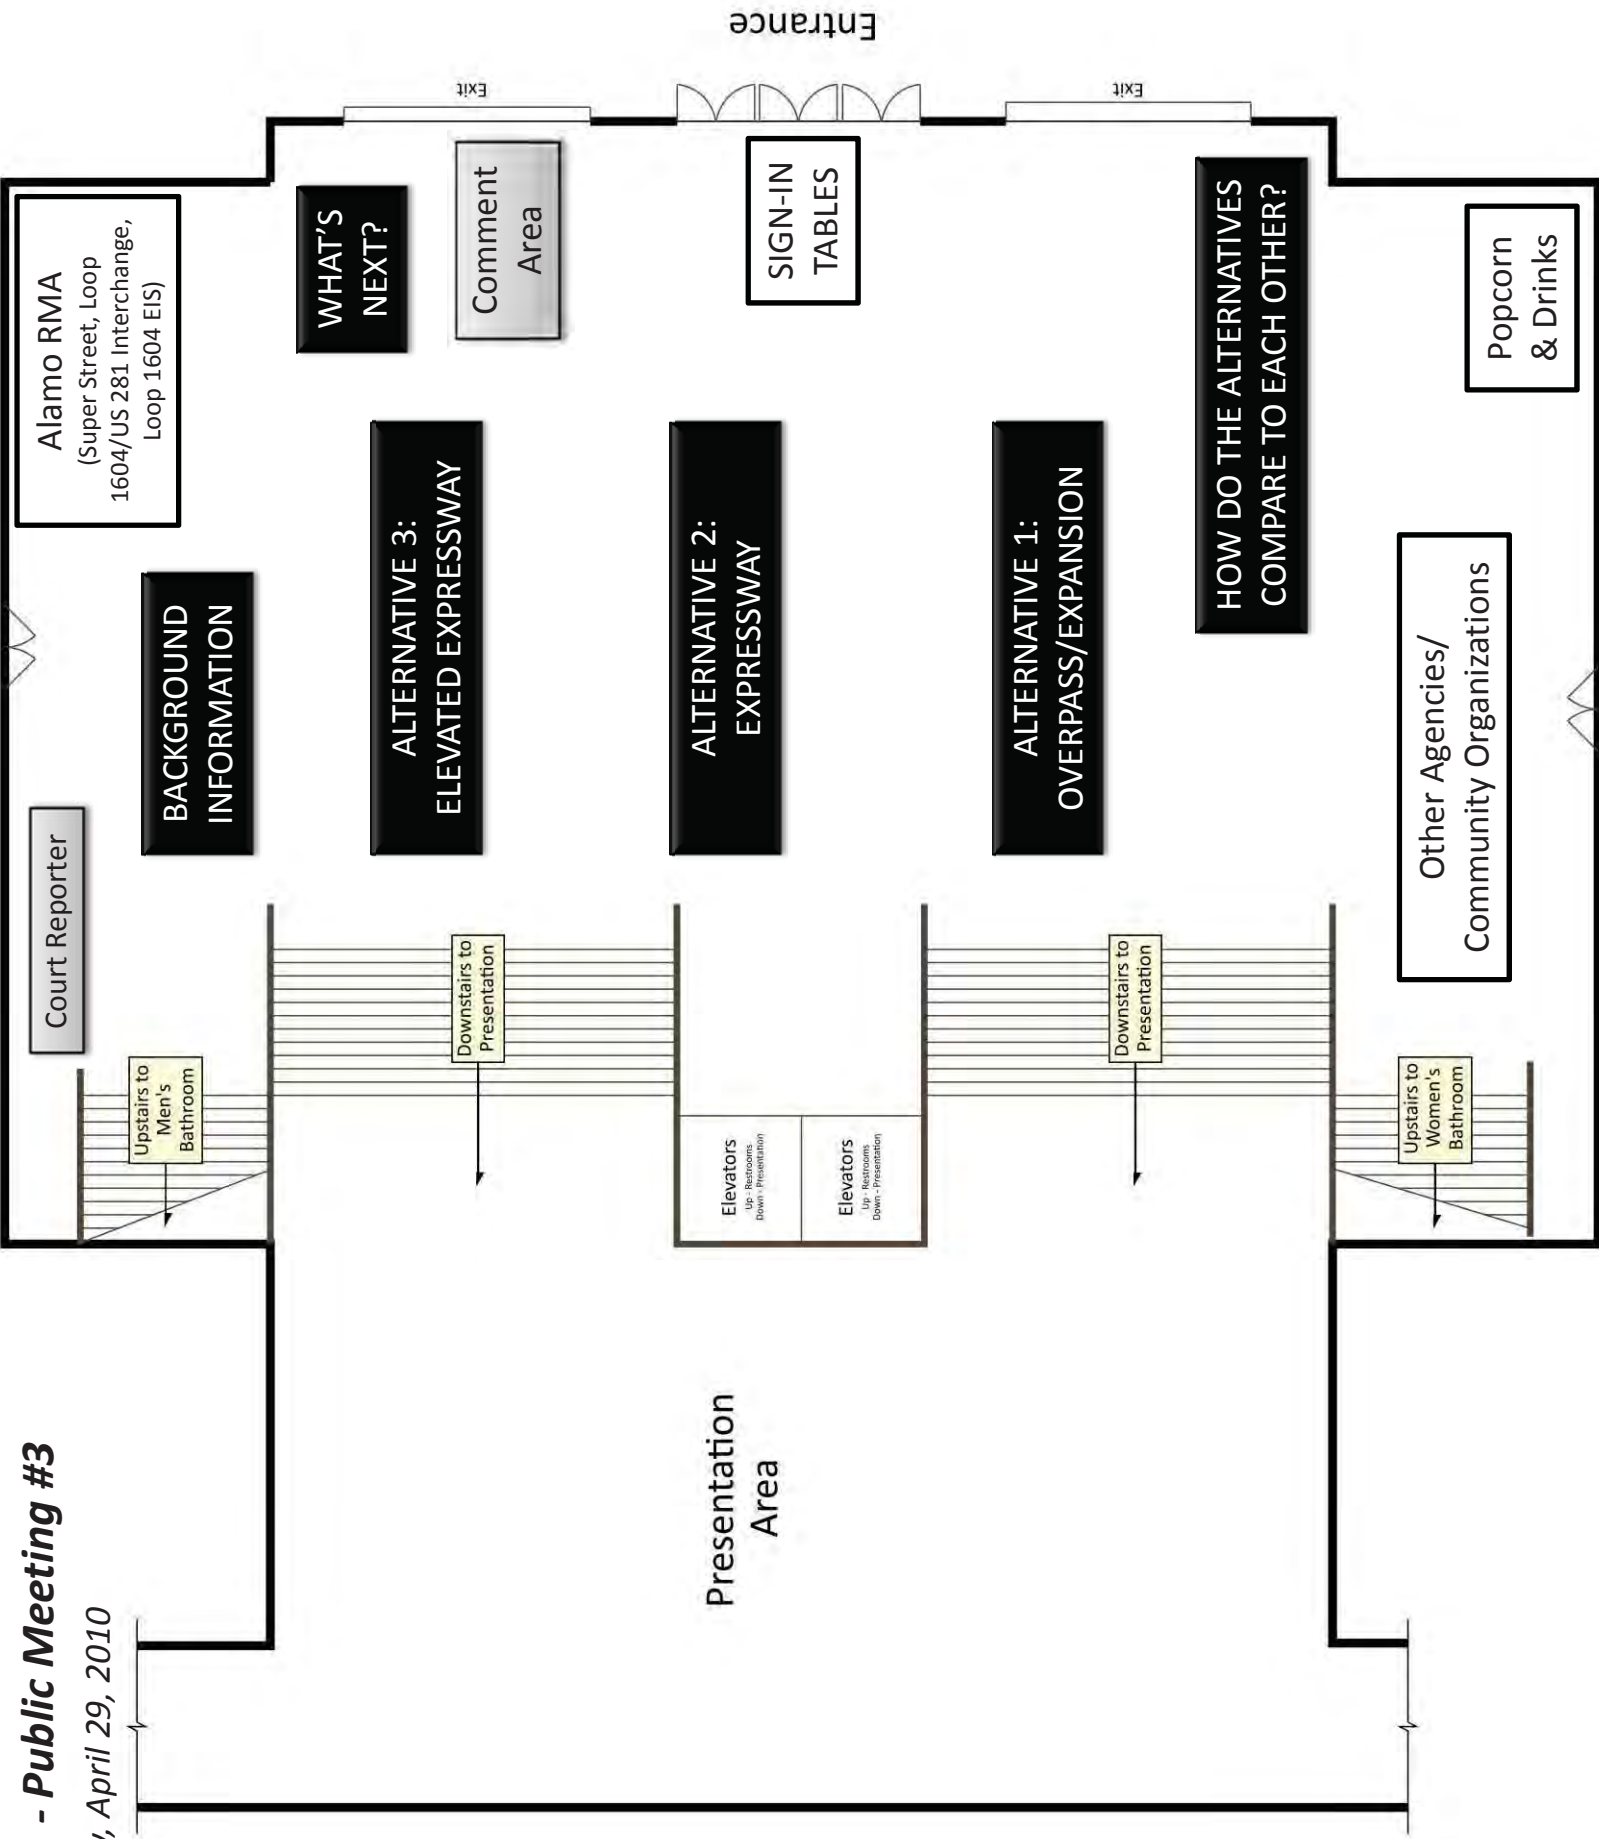 - Public Meeting #3
, April 29, 2010
Court Reporter
Alamo RMA
(Super Street, Loop
1604/US 281 Interchange,
Loop 1604 EIS)
Upstairs to
Men's
Bathroom
BACKGROUND
INFORMATION
WHAT'S
NEXT?
Exit
ALTERNATIVE 3:
ELEVATED EXPRESSWAY
Downstairs to
Presentation
Comment
Area
Presentation
Area
Elevators
Up - Restrooms
Down - Presentation
ALTERNATIVE 2:
EXPRESSWAY
SIGN-IN
TABLES
Entrance
Elevators
Up - Restrooms
Down - Presentation
ALTERNATIVE 1:
OVERPASS/EXPANSION
Downstairs to
Presentation
Exit
HOW DO THE ALTERNATIVES
COMPARE TO EACH OTHER?
Upstairs to
Women's
Bathroom
Other Agencies/
Community Organizations
Popcorn
& Drinks